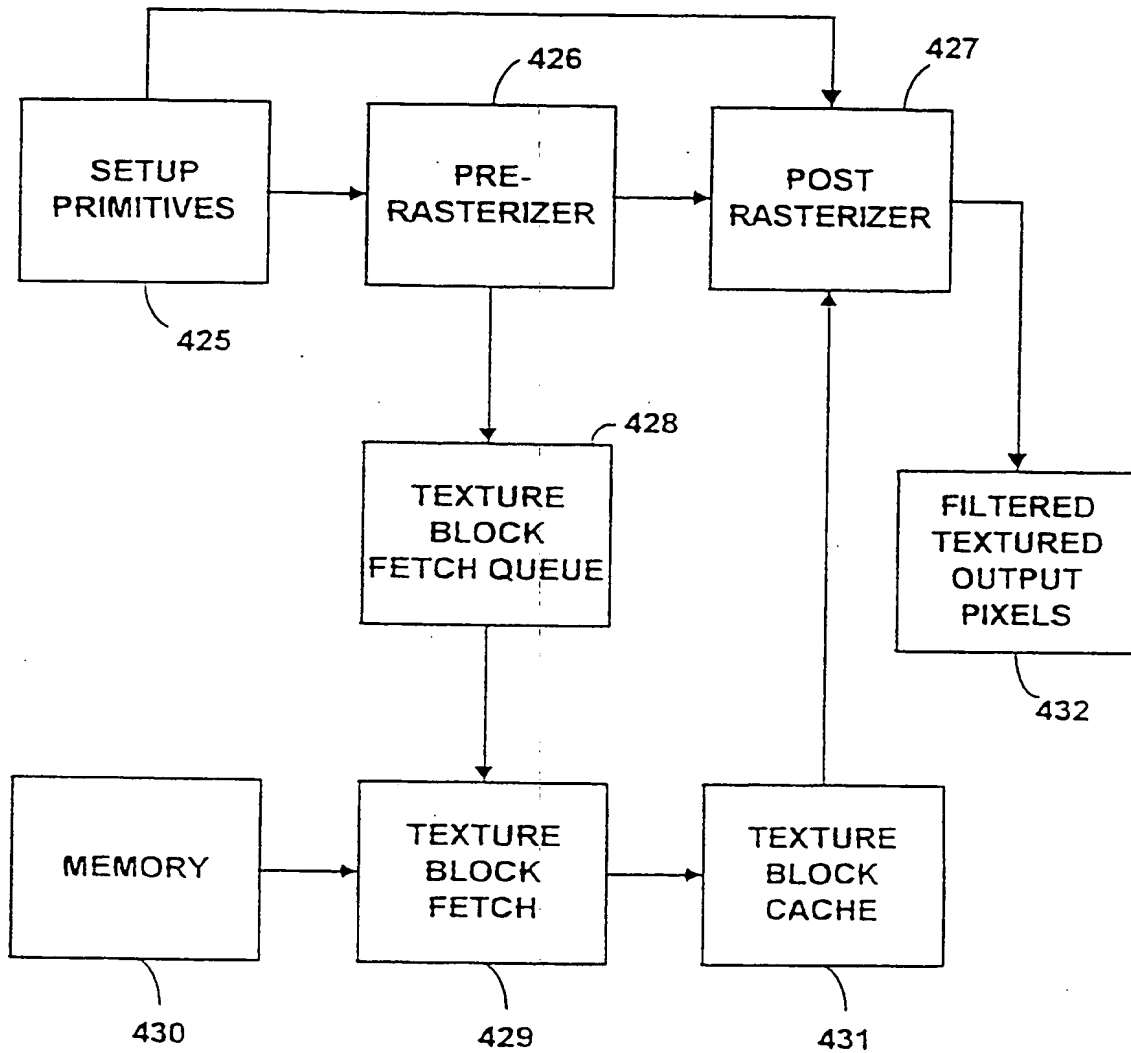 426
427
SETUP
PRIMITIVES
PRE-
RASTERIZER
POST
RASTERIZER
425
428
TEXTURE
BLOCK
FETCH QUEUE
FILTERED
TEXTURED
OUTPUT
PIXELS
432
MEMORY
TEXTURE
BLOCK
FETCH
TEXTURE
BLOCK
CACHE
430
429
431